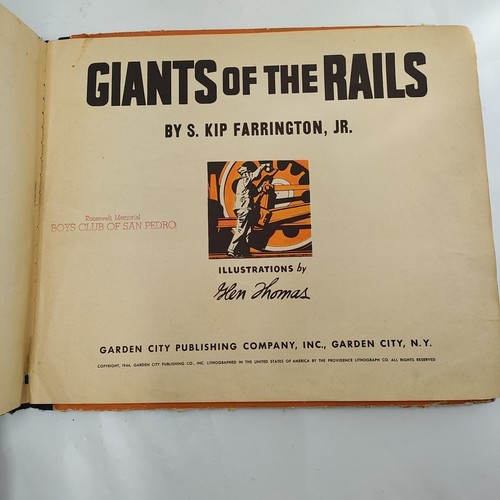 GIANTS OF THE RAILS
BY S. KIP FARRINGTON, JR.
Roosevelt Memorial
BOYS CLUB OF SAN PEDRO
ILLUSTRATIONS by
Glen Thomas
GARDEN CITY PUBLISHING COMPANY, INC., GARDEN CITY, N.Y.
COPYRIGHT, 1944, GARDEN CITY PUBLISHING CO., INC. LITHOGRAPHED IN THE UNITED STATES OF AMERICA BY THE PROVIDENCE LITHOGRAPH CO. ALL RIGHTS RESERVED